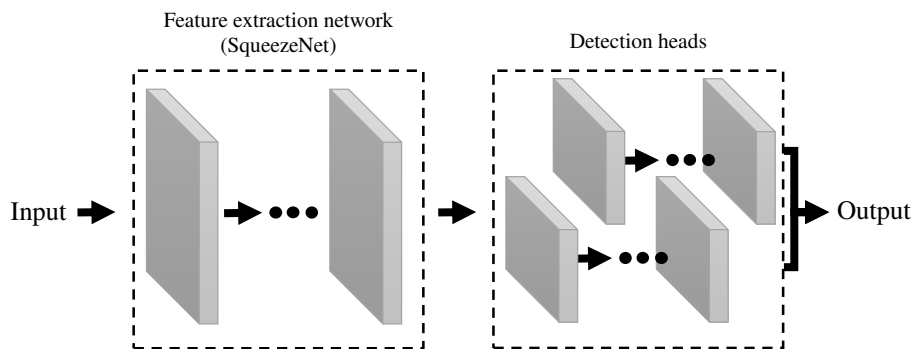 Feature extraction network
(SqueezeNet)
Detection heads
Input
Output